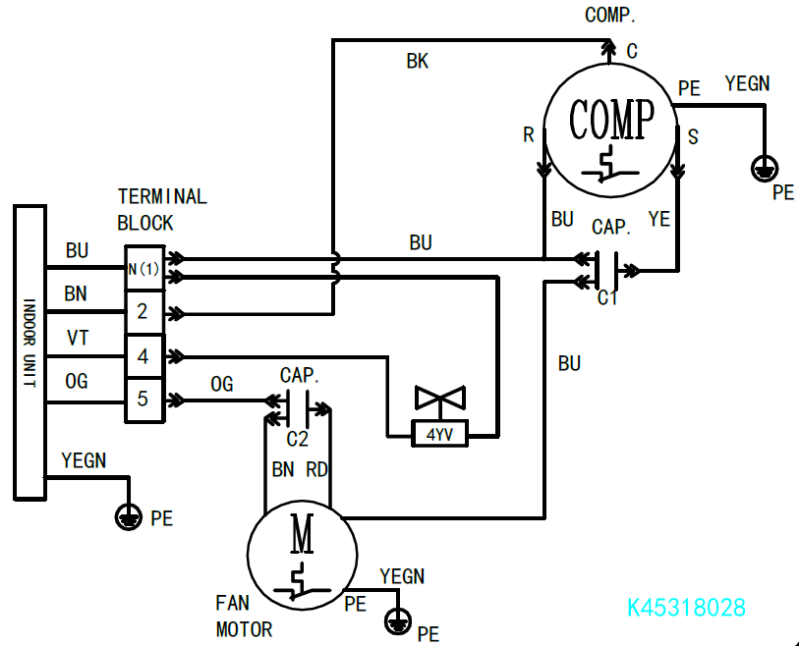 COMP.
BK
C
PE
YEGN
COMP
R
S
PE
TERMINAL
BLOCK
BU
BU
BU
CAP.
YE
N(1)
BN
2
C1
INDOOR UNIT
VT
4
BU
OG
5
OG
CAP.
C2
4YV
YEGN
BN RD
PE
M
YEGN
PE
FAN
MOTOR
PE
K45318028